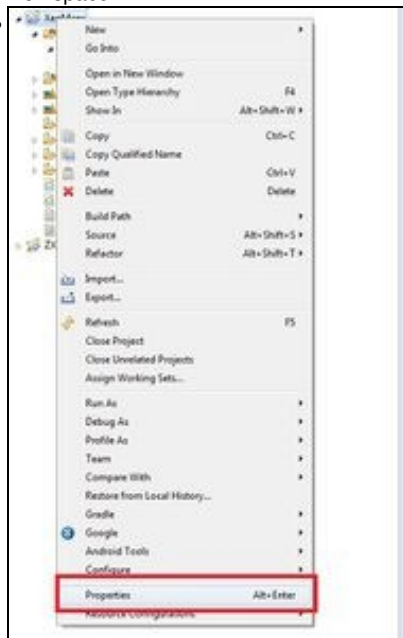 New
Go Into
Open in New Window
Open Type Hierarchy F4
Show In Alt+Shift+W
Copy Ctrl+C
Copy Qualified Name
Paste Ctrl+V
Delete Delete
Build Path
Source Alt+Shift+S
Refactor Alt+Shift+T
ZX
Import...
Export...
Refresh F5
Close Project
Close Unrelated Projects
Assign Working Sets...
Run As
Debug As
Profile As
Team
Compare With
Restore from Local History...
Gradle
Google
Android Tools
Configure
Properties Alt+Enter
Resource Configurations